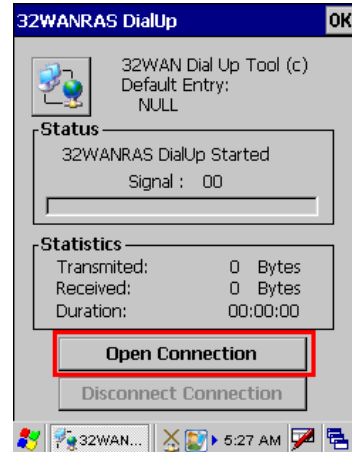 32WANRAS DialUp OK
32WAN Dial Up Tool (c)
Default Entry:
NULL
Status
32WANRAS DialUp Started
Signal : 00
Statistics
Transmited: 0 Bytes
Received: 0 Bytes
Duration: 00:00:00
Open Connection
Disconnect Connection
32WAN... 5:27 AM